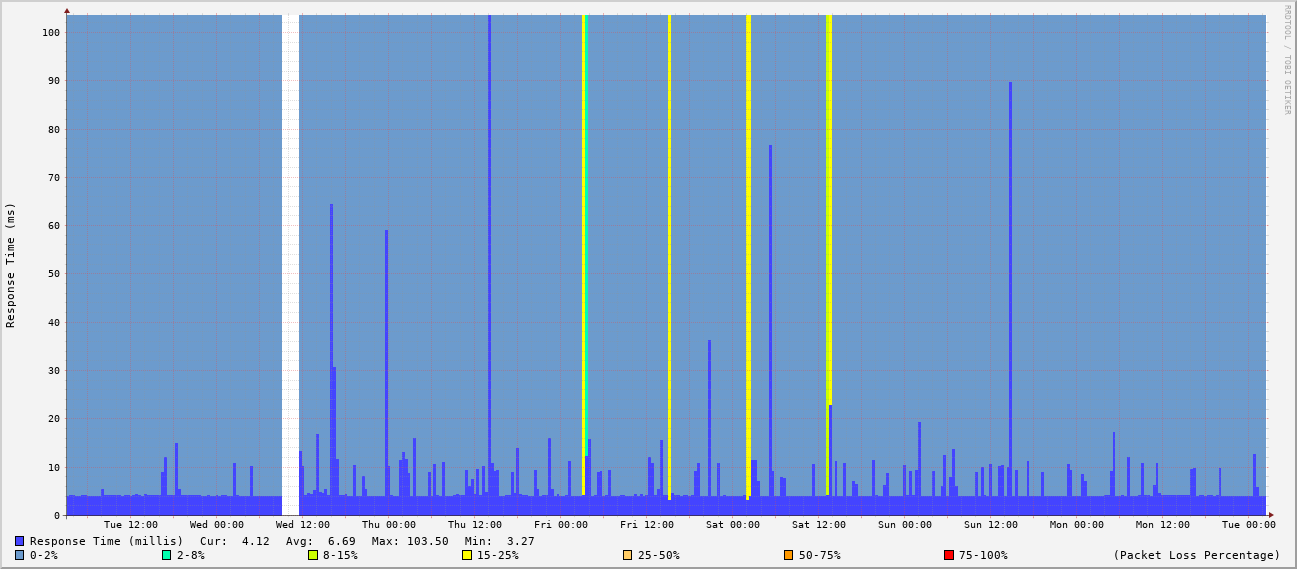 RRDTOOL / TOBI OETIKER
Response Time (ms)
100
90
80
70
60
50
40
30
20
10
0
Tue 12:00 Wed 00:00 Wed 12:00 Thu 00:00 Thu 12:00 Fri 00:00 Fri 12:00 Sat 00:00 Sat 12:00 Sun 00:00 Sun 12:00 Mon 00:00 Mon 12:00 Tue 00:00
Response Time (millis) Cur: 4.12 Avg: 6.69 Max: 103.50 Min: 3.27
0-2% 2-8% 8-15% 15-25% 25-50% 50-75% 75-100% (Packet Loss Percentage)